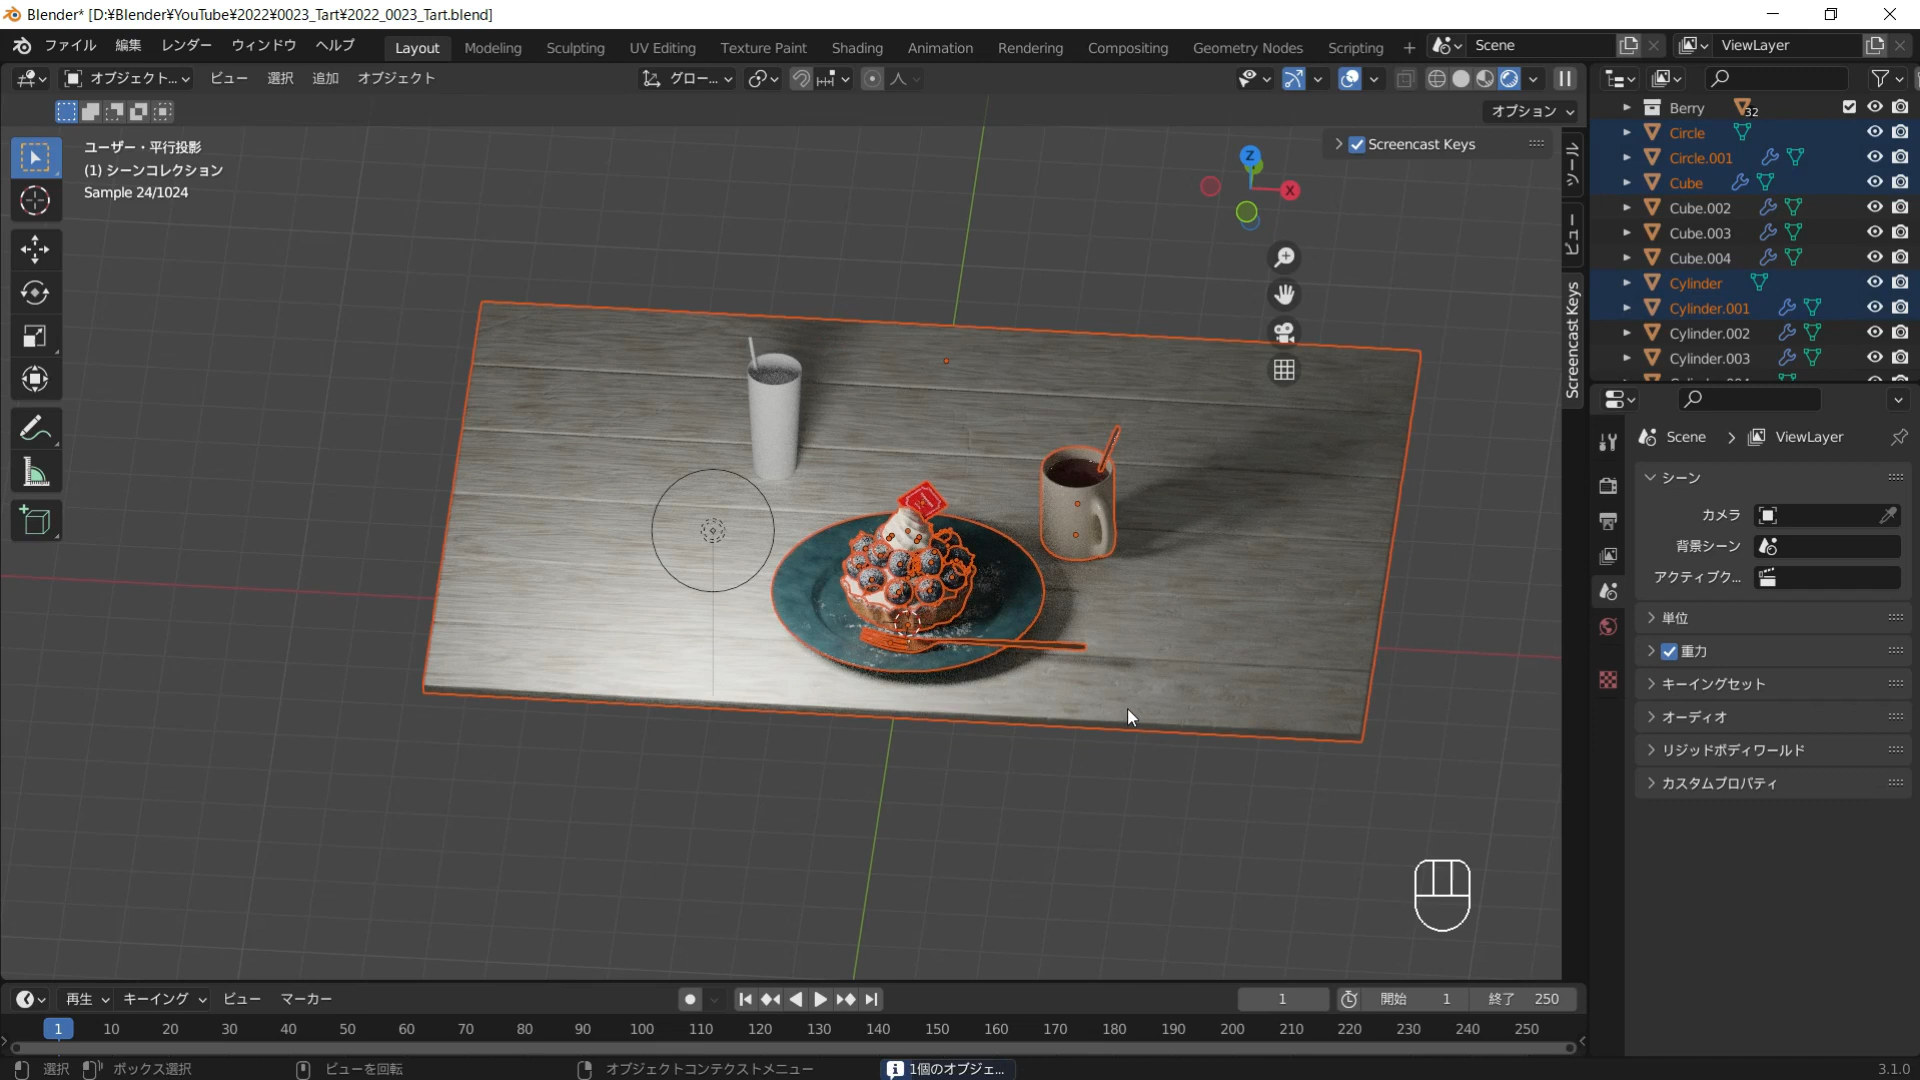 Blender* [D:¥Blender¥YouTube¥2022¥0023_Tart¥2022_0023_Tart.blend]
ファイル 編集 レンダー ウィンドウ ヘルプ Layout Modeling Sculpting UV Editing Texture Paint Shading Animation Rendering Compositing Geometry Nodes Scripting + Scene ViewLayer
オブジェクト... ビュー 選択 追加 オブジェクト グロー...
オプション
ユーザー・平行投影
(1) シーンコレクション
Sample 24/1024
Screencast Keys
Z
X
ツール
ビュー
Screencast Keys
Berry 32
Circle
Circle.001
Cube
Cube.002
Cube.003
Cube.004
Cylinder
Cylinder.001
Cylinder.002
Cylinder.003
Scene > ViewLayer
シーン
カメラ
背景シーン
アクティブク...
単位
重力
キーイングセット
オーディオ
リジッドボディワールド
カスタムプロパティ
再生 キーイング ビュー マーカー 1 開始 1 終了 250
1 10 20 30 40 50 60 70 80 90 100 110 120 130 140 150 160 170 180 190 200 210 220 230 240 250
選択 ボックス選択 ビューを回転 オブジェクトコンテクストメニュー 1個のオブジェ... 3.1.0